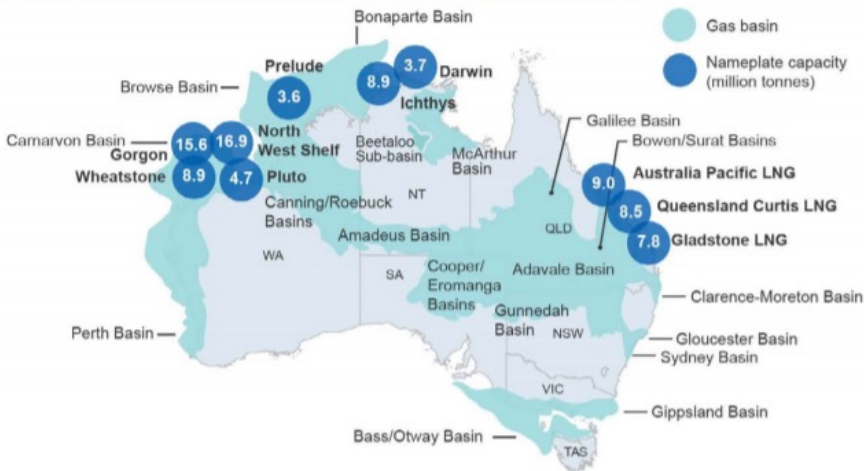 Bonaparte Basin
Gas basin
Nameplate capacity
(million tonnes)
Prelude
3.6
3.7
Darwin
8.9
Ichthys
Browse Basin
Carnarvon Basin
Gorgon
15.6
16.9
North
West Shelf
Wheatstone
8.9
4.7
Pluto
Beetaloo
Sub-basin
McArthur
Basin
Galilee Basin
Bowen/Surat Basins
9.0
Australia Pacific LNG
8.5
Queensland Curtis LNG
7.8
Gladstone LNG
NT
Canning/Roebuck
Basins
Amadeus Basin
QLD
WA
SA
Cooper/
Eromanga
Basins
Adavale Basin
Clarence-Moreton Basin
Gunnedah
Basin
NSW
Perth Basin
Gloucester Basin
Sydney Basin
VIC
Gippsland Basin
Bass/Otway Basin
TAS